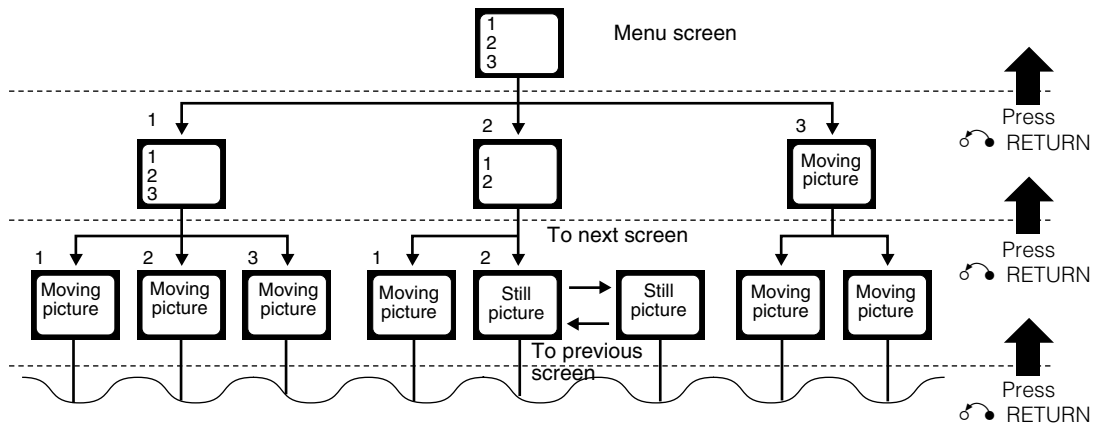 1
2
3
Menu screen
Press
RETURN
1
2
3
1
2
3
1
2
Moving
picture
To next screen
Press
RETURN
1
2
3
1
2
Moving
picture
Moving
picture
Moving
picture
Moving
picture
Still
picture
Still
picture
Moving
picture
Moving
picture
To previous
screen
Press
RETURN